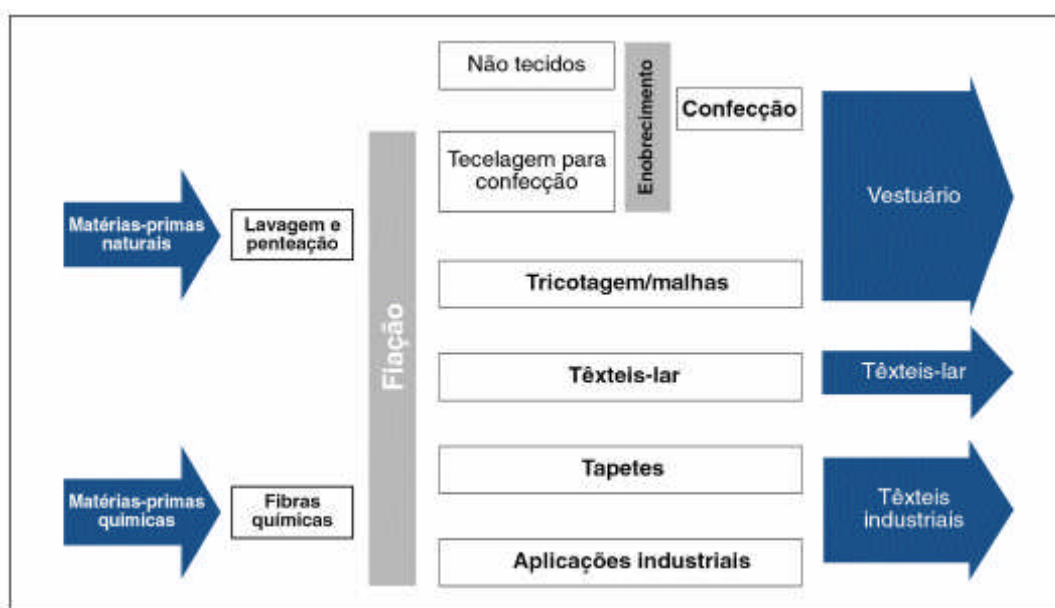 Matérias-primas
naturais
Matérias-primas
químicas
Lavagem e
penteação
Fibras
químicas
Fiação
Não tecidos
Tecelagem para
confecção
Enobrecimento
Confecção
Tricotagem/malhas
Têxteis-lar
Tapetes
Aplicações industriais
Vestuário
Têxteis-lar
Têxteis
industriais